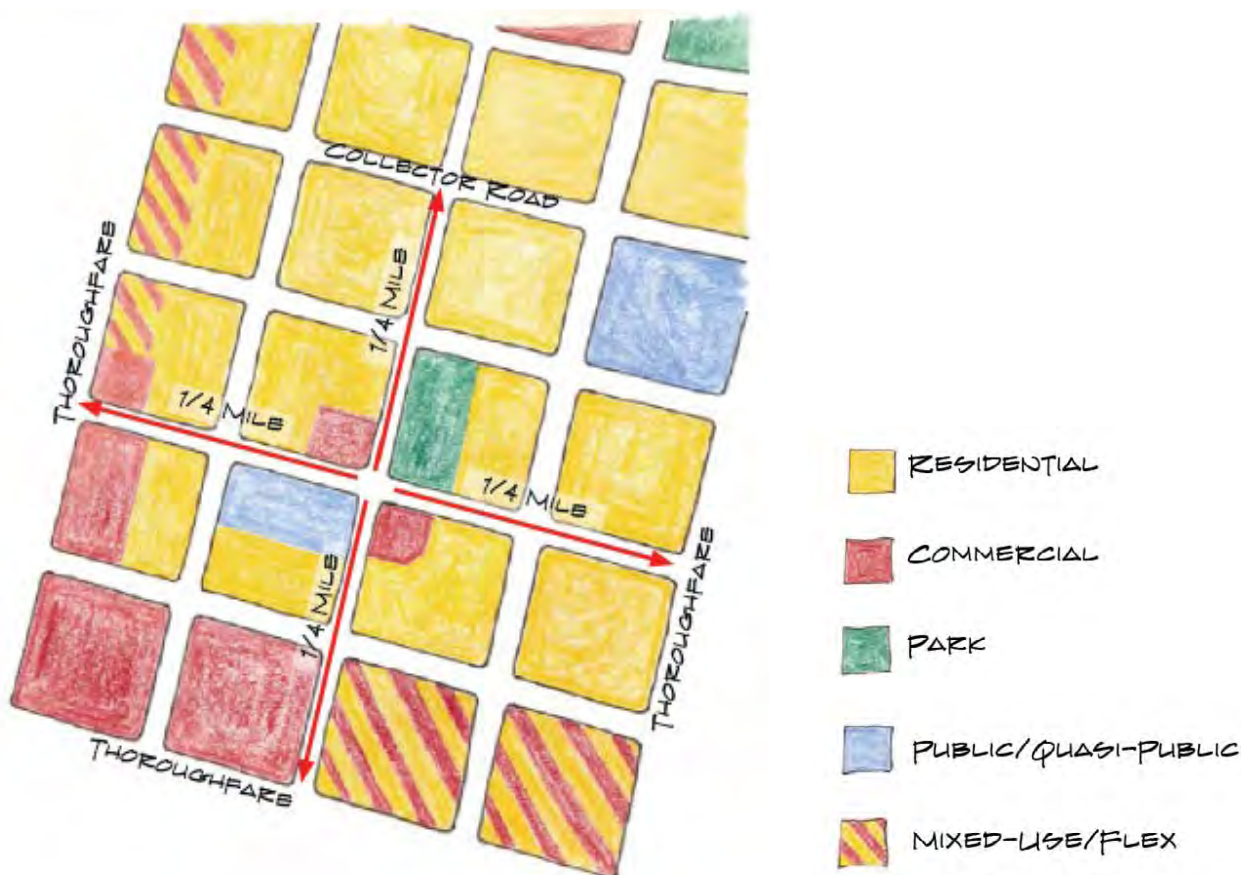 COLLECTOR ROAD
THOROUGHFARE
1/4 MILE
1/4 MILE
1/4 MILE
1/4 MILE
THOROUGHFARE
THOROUGHFARE
RESIDENTIAL
COMMERCIAL
PARK
PUBLIC/QUASI-PUBLIC
MIXED-USE/FLEX